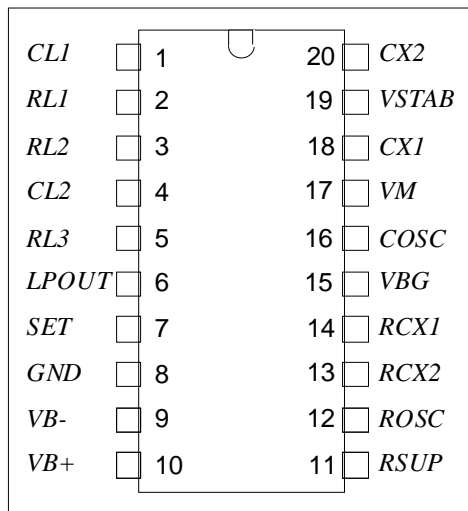 CL1 1 20 CX2
RL1 2 19 VSTAB
RL2 3 18 CX1
CL2 4 17 VM
RL3 5 16 COSC
LPOUT 6 15 VBG
SET 7 14 RCX1
GND 8 13 RCX2
VB- 9 12 ROSC
VB+ 10 11 RSUP